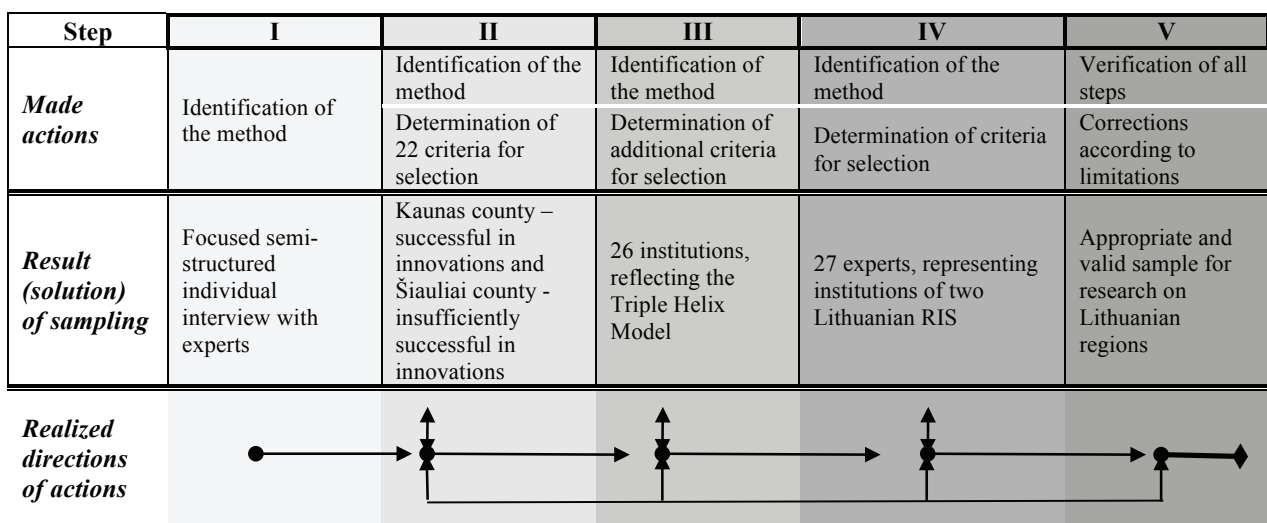 Step I II III IV V
Made
actions
Identification of
the method
Identification of the
method
Determination of
22 criteria for
selection
Identification of
the method
Determination of
additional criteria
for selection
Identification of the
method
Determination of criteria
for selection
Verification of all
steps
Corrections
according to
limitations
Result
(solution)
of sampling
Focused semi-
structured
individual
interview with
experts
Kaunas county –
successful in
innovations and
Šiauliai county -
insufficiently
successful in
innovations
26 institutions,
reflecting the
Triple Helix
Model
27 experts, representing
institutions of two
Lithuanian RIS
Appropriate and
valid sample for
research on
Lithuanian
regions
Realized
directions
of actions